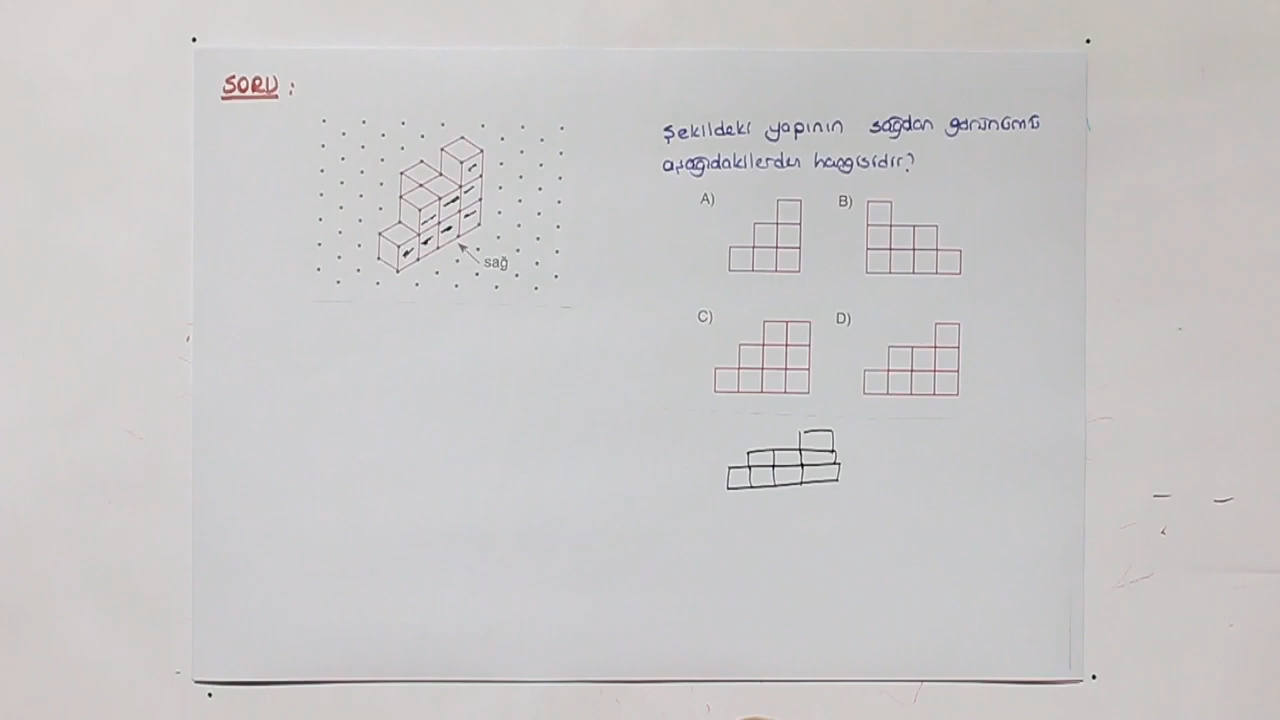 SORU :
Şekildeki yapının sağdan görünümü
aşağıdakilerden hangisidir?
A)
B)
sağ
C)
D)